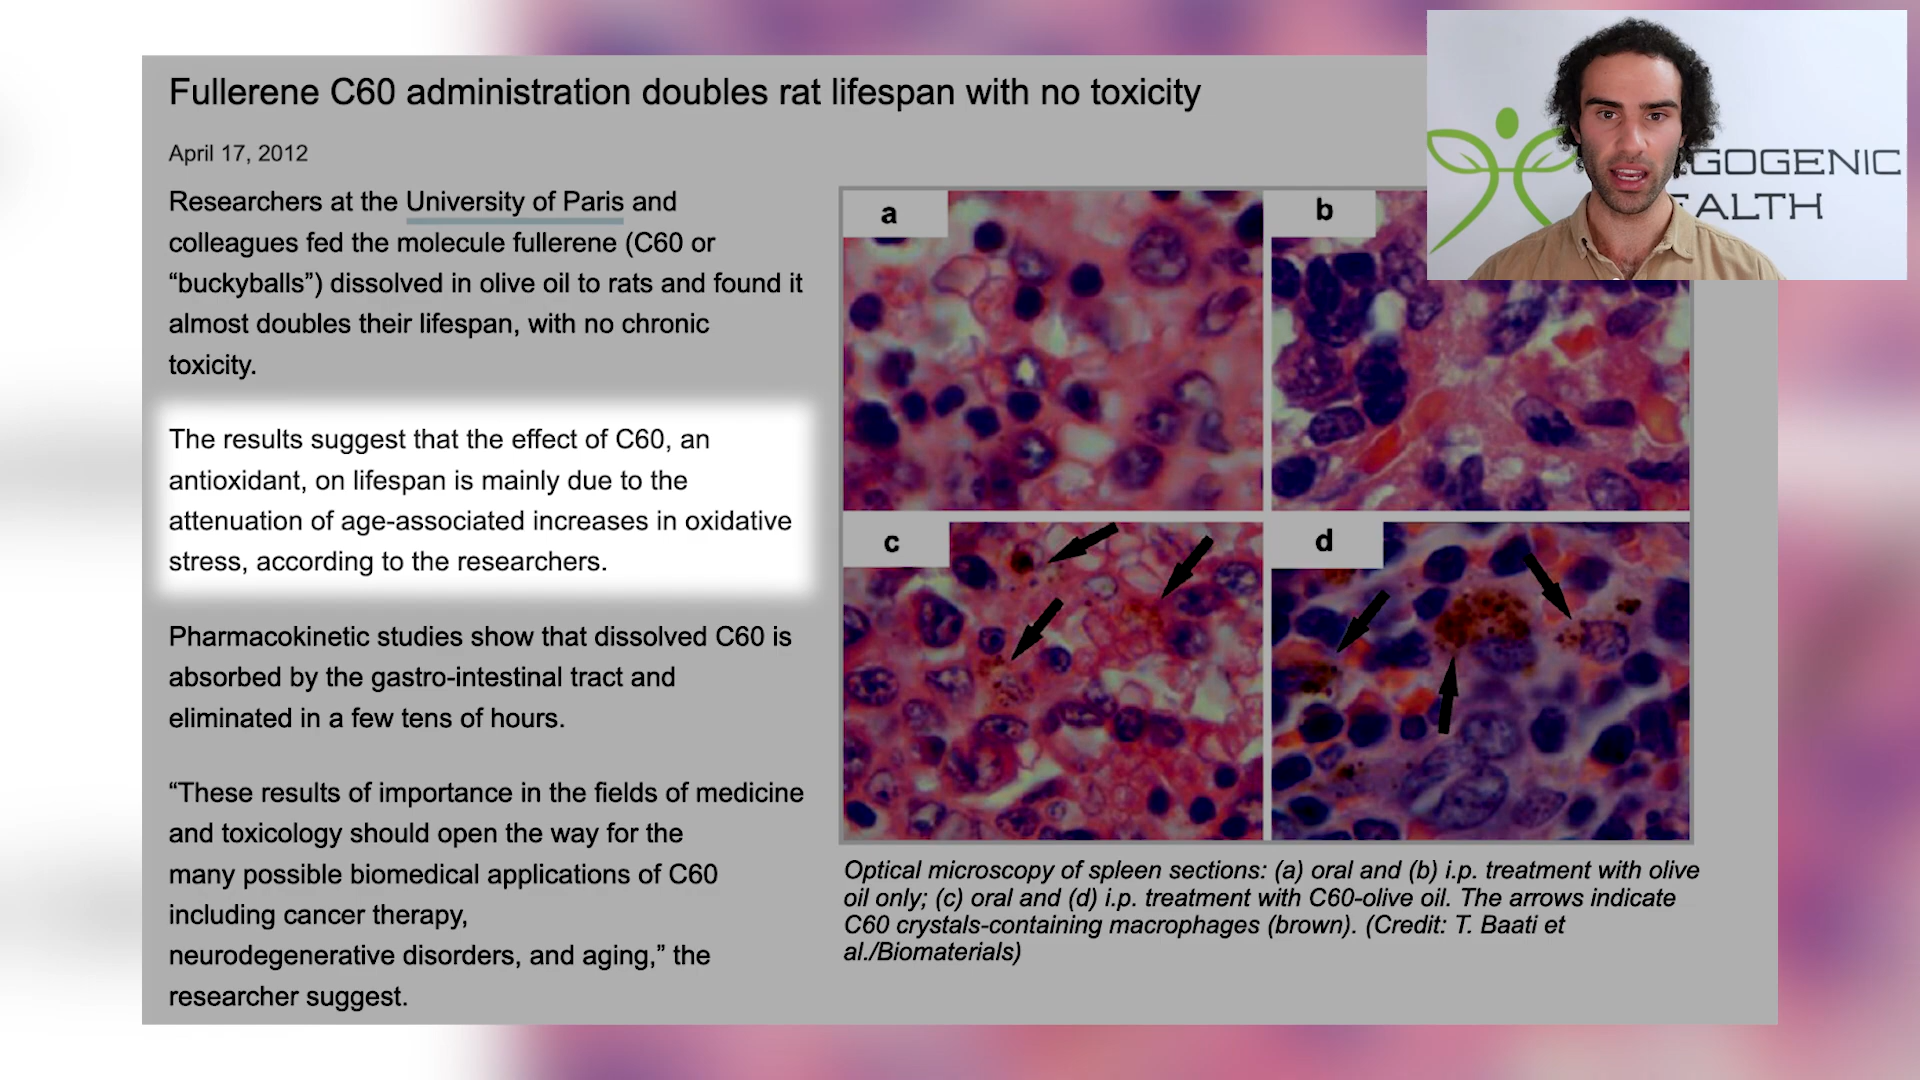 Fullerene C60 administration doubles rat lifespan with no toxicity
April 17, 2012
Researchers at the University of Paris and
colleagues fed the molecule fullerene (C60 or
“buckyballs”) dissolved in olive oil to rats and found it
almost doubles their lifespan, with no chronic
toxicity.
The results suggest that the effect of C60, an
antioxidant, on lifespan is mainly due to the
attenuation of age-associated increases in oxidative
stress, according to the researchers.
Pharmacokinetic studies show that dissolved C60 is
absorbed by the gastro-intestinal tract and
eliminated in a few tens of hours.
“These results of importance in the fields of medicine
and toxicology should open the way for the
many possible biomedical applications of C60
including cancer therapy,
neurodegenerative disorders, and aging,” the
researcher suggest.
a
b
c
d
Optical microscopy of spleen sections: (a) oral and (b) i.p. treatment with olive
oil only; (c) oral and (d) i.p. treatment with C60-olive oil. The arrows indicate
C60 crystals-containing macrophages (brown). (Credit: T. Baati et
al./Biomaterials)
GOGENIC
EALTH